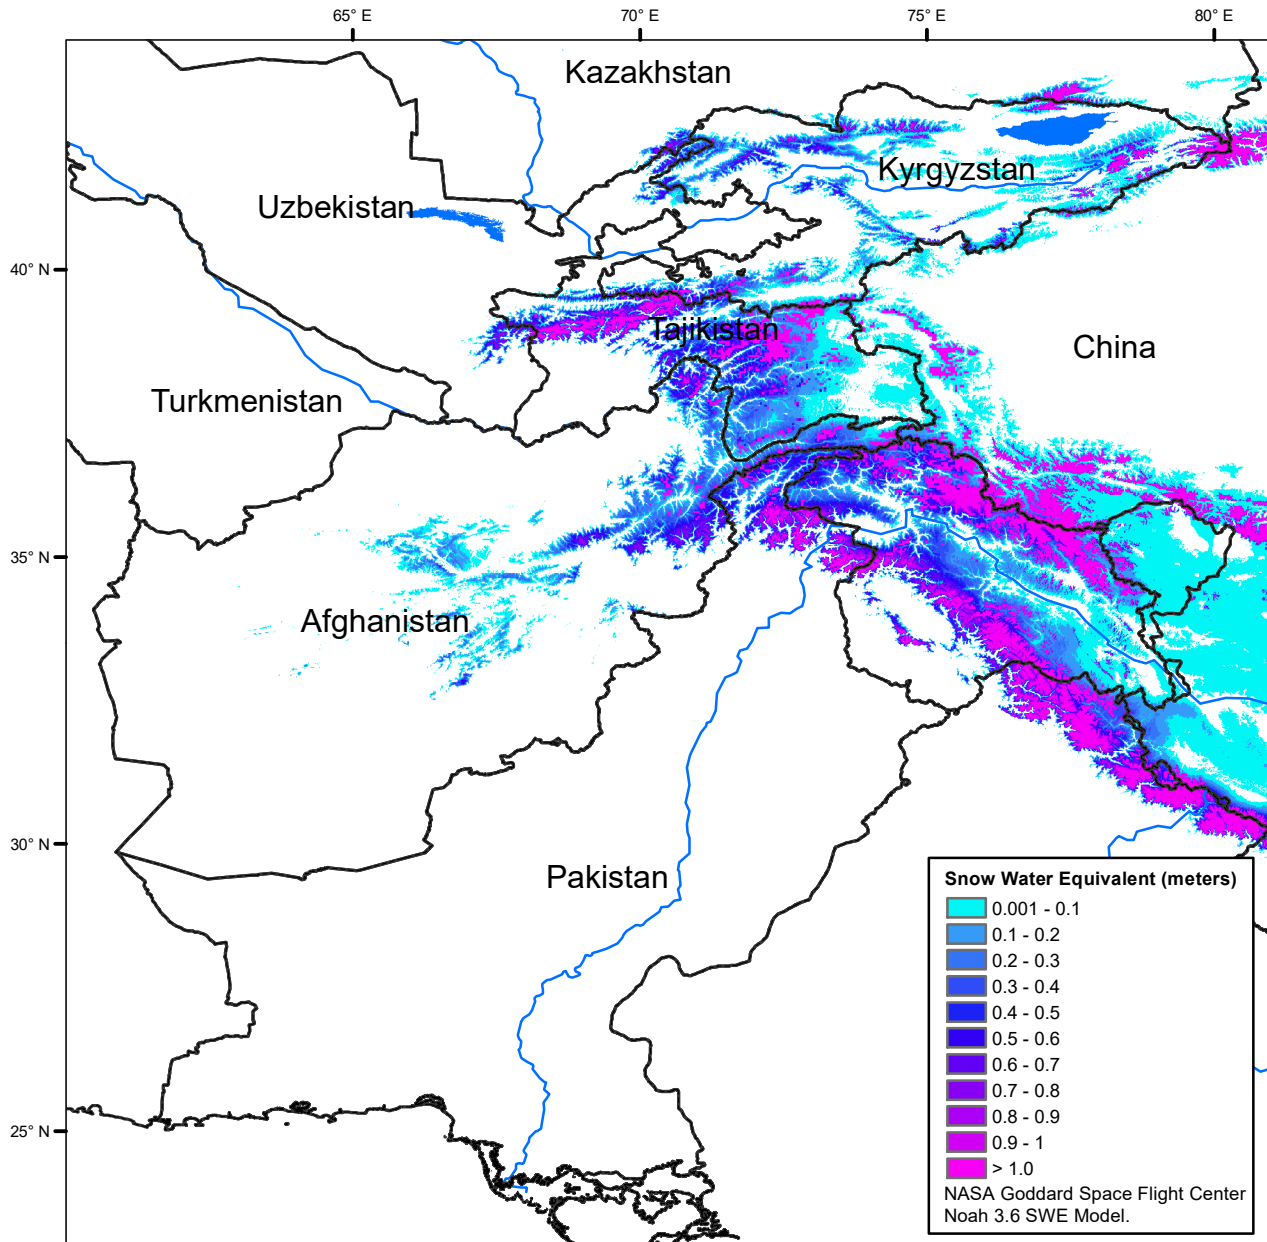 65° E
70° E
75° E
80° E
Kazakhstan
Kyrgyzstan
Uzbekistan
40° N
Tajikistan
China
Turkmenistan
35° N
Afghanistan
30° N
Pakistan
25° N
Snow Water Equivalent (meters)
0.001 - 0.1
0.1 - 0.2
0.2 - 0.3
0.3 - 0.4
0.4 - 0.5
0.5 - 0.6
0.6 - 0.7
0.7 - 0.8
0.8 - 0.9
0.9 - 1
> 1.0
NASA Goddard Space Flight Center
Noah 3.6 SWE Model.